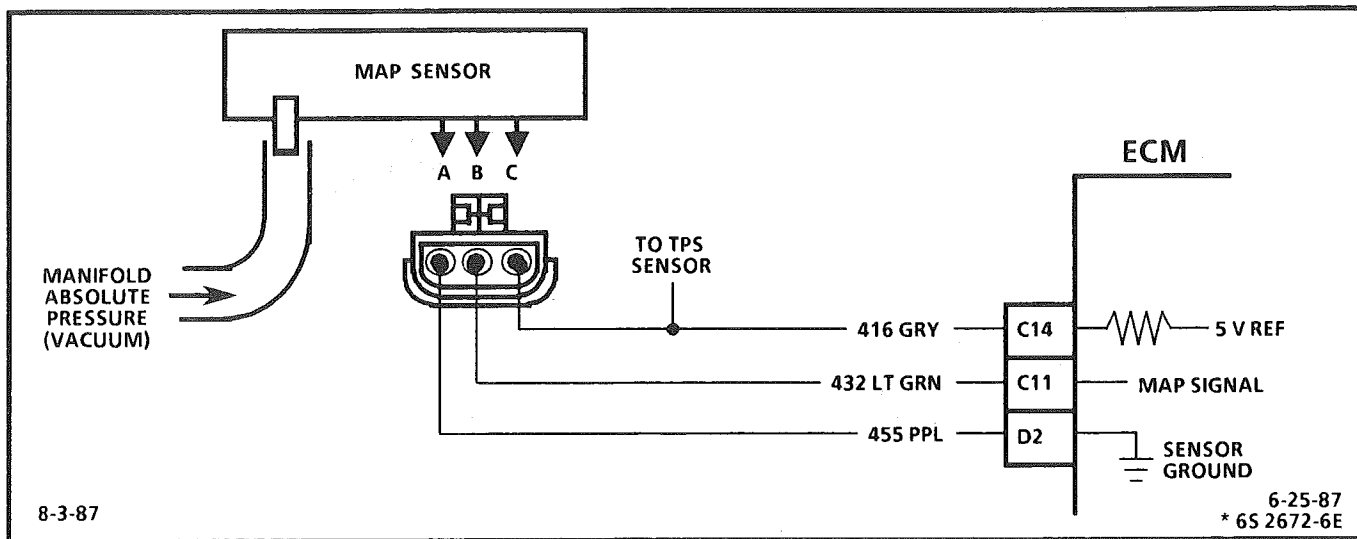 MAP SENSOR
A B C
ECM
MANIFOLD
ABSOLUTE
PRESSURE
(VACUUM)
TO TPS
SENSOR
416 GRY
C14
5 V REF
432 LT GRN
C11
MAP SIGNAL
455 PPL
D2
SENSOR
GROUND
8-3-87
6-25-87
* 6S 2672-6E